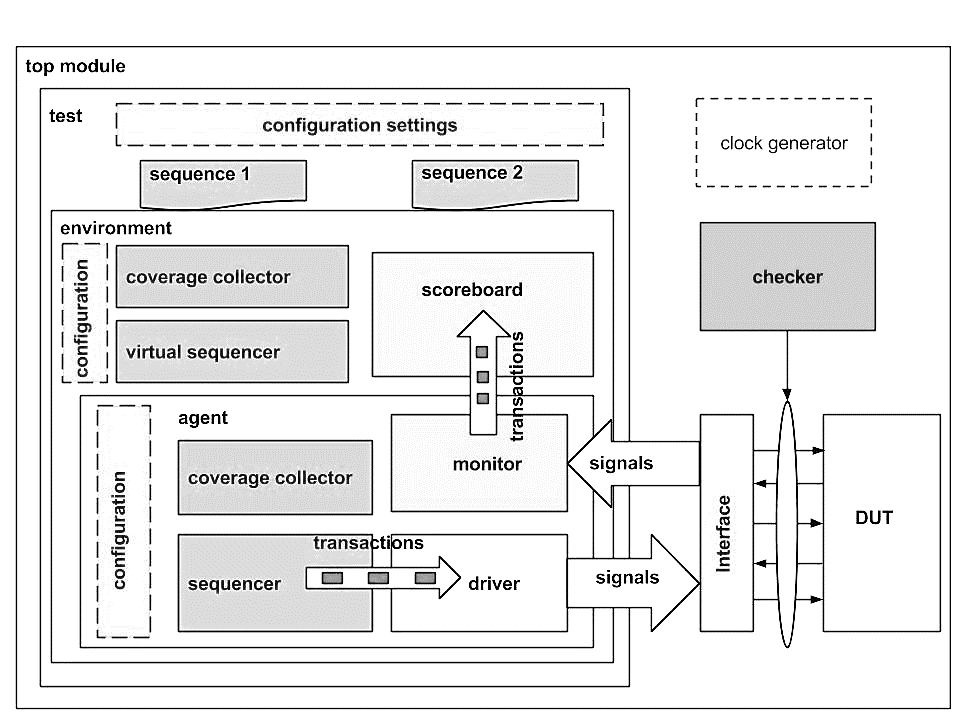 top module
test
configuration settings
clock generator
sequence 1
sequence 2
environment
configuration
coverage collector
scoreboard
checker
virtual sequencer
transactions
agent
configuration
coverage collector
monitor
signals
Interface
DUT
transactions
sequencer
driver
signals